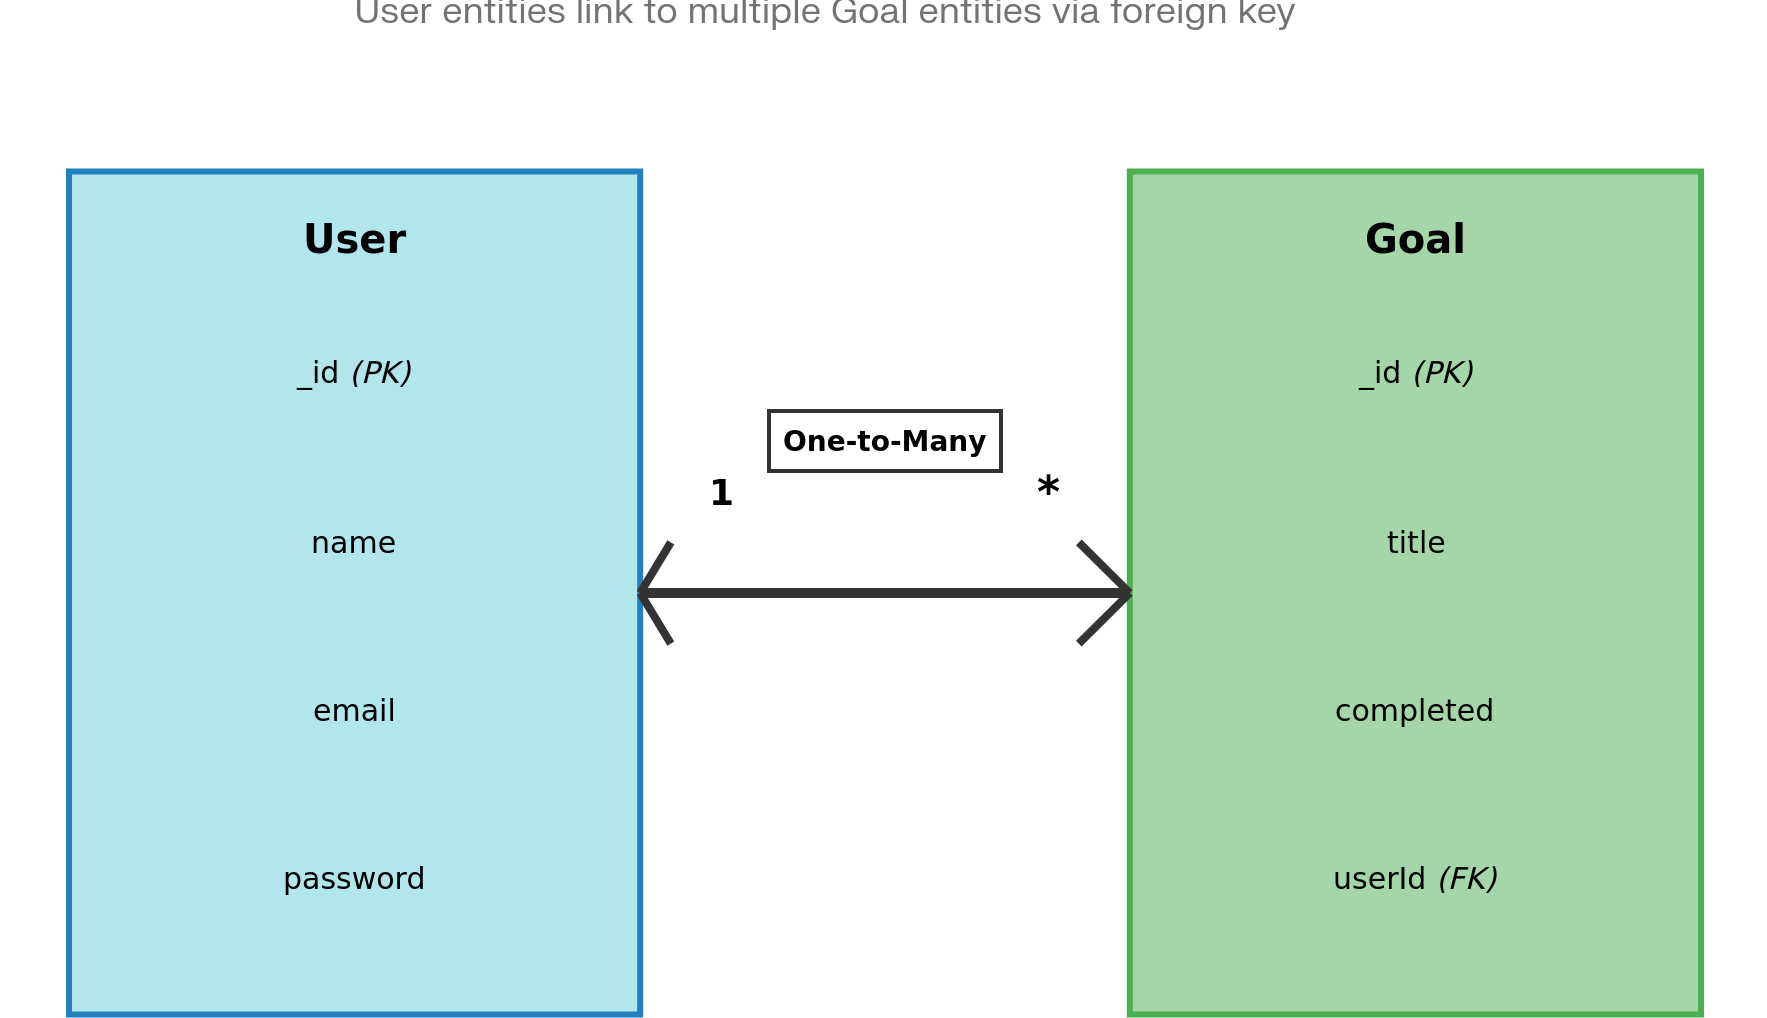 User entities link to multiple Goal entities via foreign key
User
_id (PK)
name
email
password
One-to-Many
1
*
Goal
_id (PK)
title
completed
userId (FK)